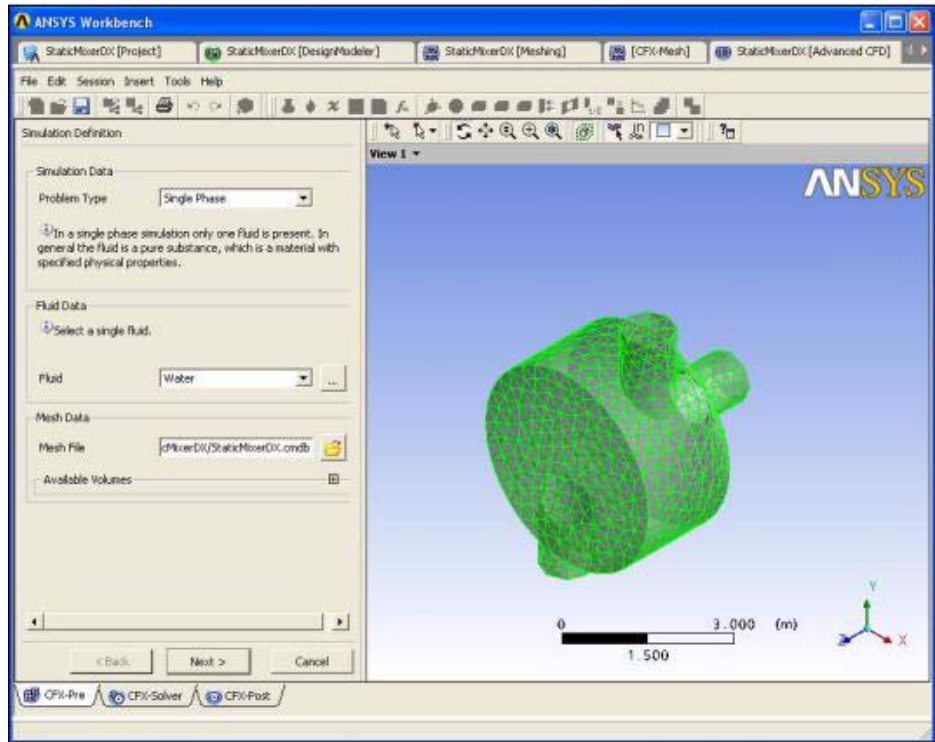 ANSYS Workbench
StaticMixerDX [Project] StaticMixerDX [DesignModeler] StaticMixerDX [Meshing] [CFX-Mesh] StaticMixerDX [Advanced CFD]
File Edit Session Insert Tools Help
Simulation Definition
View 1
Simulation Data
ANSYS
Problem Type Single Phase
In a single phase simulation only one fluid is present. In
general the fluid is a pure substance, which is a material with
specified physical properties.
Fluid Data
Select a single fluid.
Fluid Water ...
Mesh Data
Mesh File cMixerDX/StaticMixerDX.cmdb
Available Volumes
Y
0 3.000 (m)
Z X
1.500
< Back Next > Cancel
CFX-Pre CFX-Solver CFX-Post